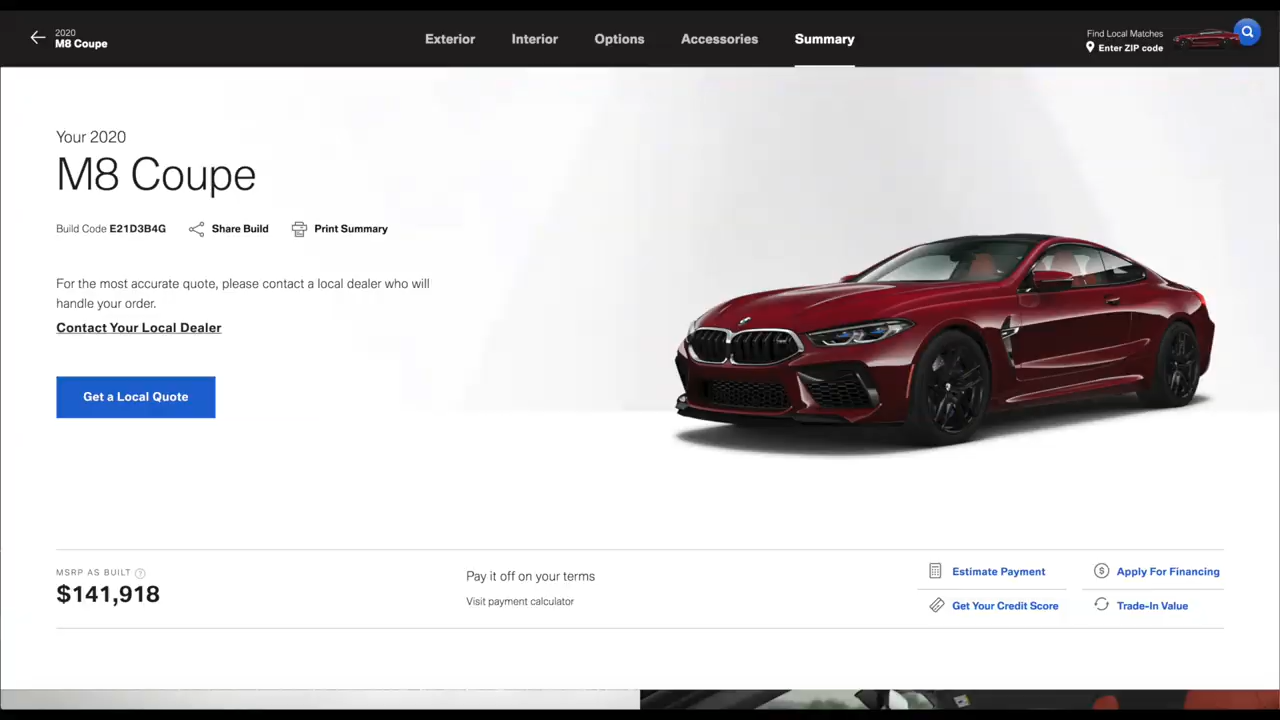 2020
M8 Coupe
Exterior
Interior
Options
Accessories
Summary
Find Local Matches
Enter ZIP code
Your 2020
M8 Coupe
Build Code E21D3B4G
Share Build
Print Summary
For the most accurate quote, please contact a local dealer who will
handle your order.
Contact Your Local Dealer
Get a Local Quote
MSRP AS BUILT ?
$141,918
Pay it off on your terms
Visit payment calculator
Estimate Payment
$ Apply For Financing
Get Your Credit Score
Trade-In Value